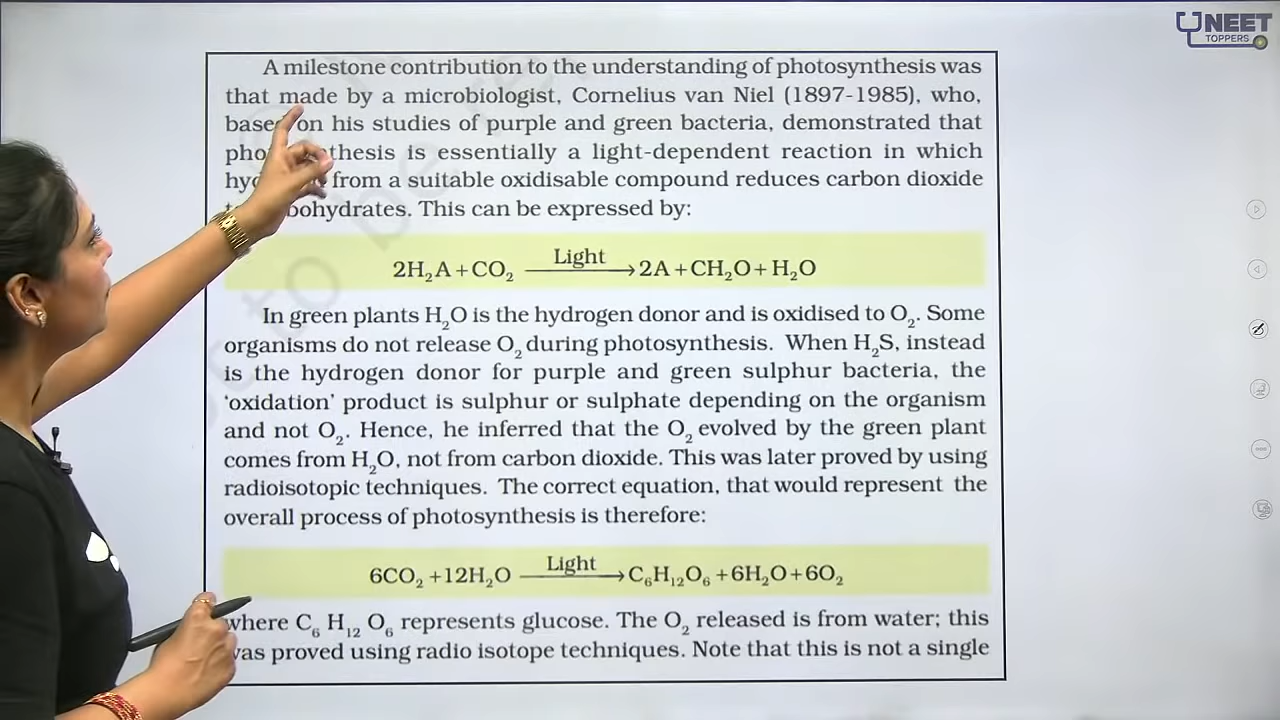 NEET
TOPPERS
A milestone contribution to the understanding of photosynthesis was
that made by a microbiologist, Cornelius van Niel (1897-1985), who,
based on his studies of purple and green bacteria, demonstrated that
is essentially a light-dependent reaction in which
from a suitable oxidisable compound reduces carbon dioxide
This can be expressed by:
2H₂A + CO₂ Light → 2A + CH₂O + H₂O
In green plants H₂O is the hydrogen donor and is oxidised to O₂. Some
organisms do not release O₂ during photosynthesis. When H₂S, instead
is the hydrogen donor for purple and green sulphur bacteria, the
'oxidation' product is sulphur or sulphate depending on the organism
and not O₂. Hence, he inferred that the O₂ evolved by the green plant
comes from H₂O, not from carbon dioxide. This was later proved by using
radioisotopic techniques. The correct equation, that would represent the
overall process of photosynthesis is therefore:
6CO₂ + 12H₂O Light → C₆H₁₂O₆ + 6H₂O + 6O₂
where C₆ H₁₂ O₆ represents glucose. The O₂ released is from water; this
was proved using radio isotope techniques. Note that this is not a single